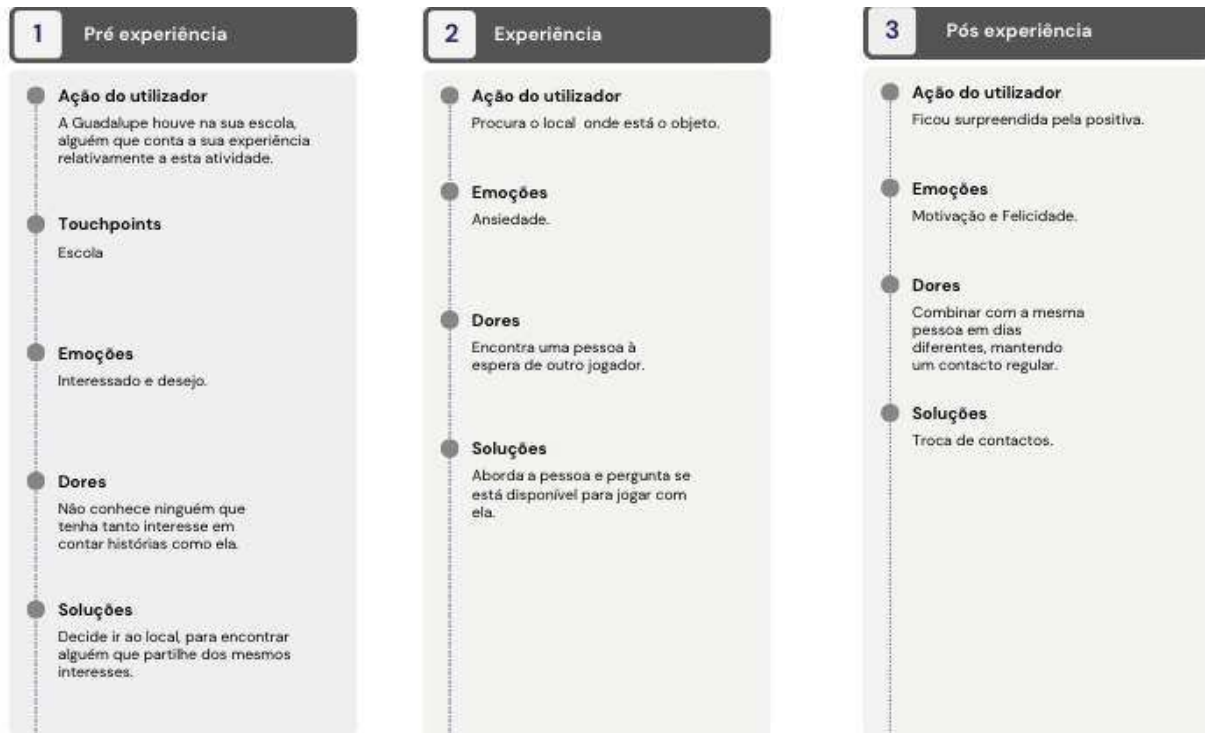 1
Pré experiência
Ação do utilizador
A Guadalupe houve na sua escola,
alguém que conta a sua experiência
relativamente a esta atividade.
Touchpoints
Escola
Emoções
Interessado e desejo.
Dores
Não conhece ninguém que
tenha tanto interesse em
contar histórias como ela.
Soluções
Decide ir ao local, para encontrar
alguém que partilhe dos mesmos
interesses.
2
Experiência
Ação do utilizador
Procura o local onde está o objeto.
Emoções
Ansiedade.
Dores
Encontra uma pessoa à
espera de outro jogador.
Soluções
Aborda a pessoa e pergunta se
está disponível para jogar com
ela.
3
Pós experiência
Ação do utilizador
Ficou surpreendida pela positiva.
Emoções
Motivação e Felicidade.
Dores
Combinar com a mesma
pessoa em dias
diferentes, mantendo
um contacto regular.
Soluções
Troca de contactos.